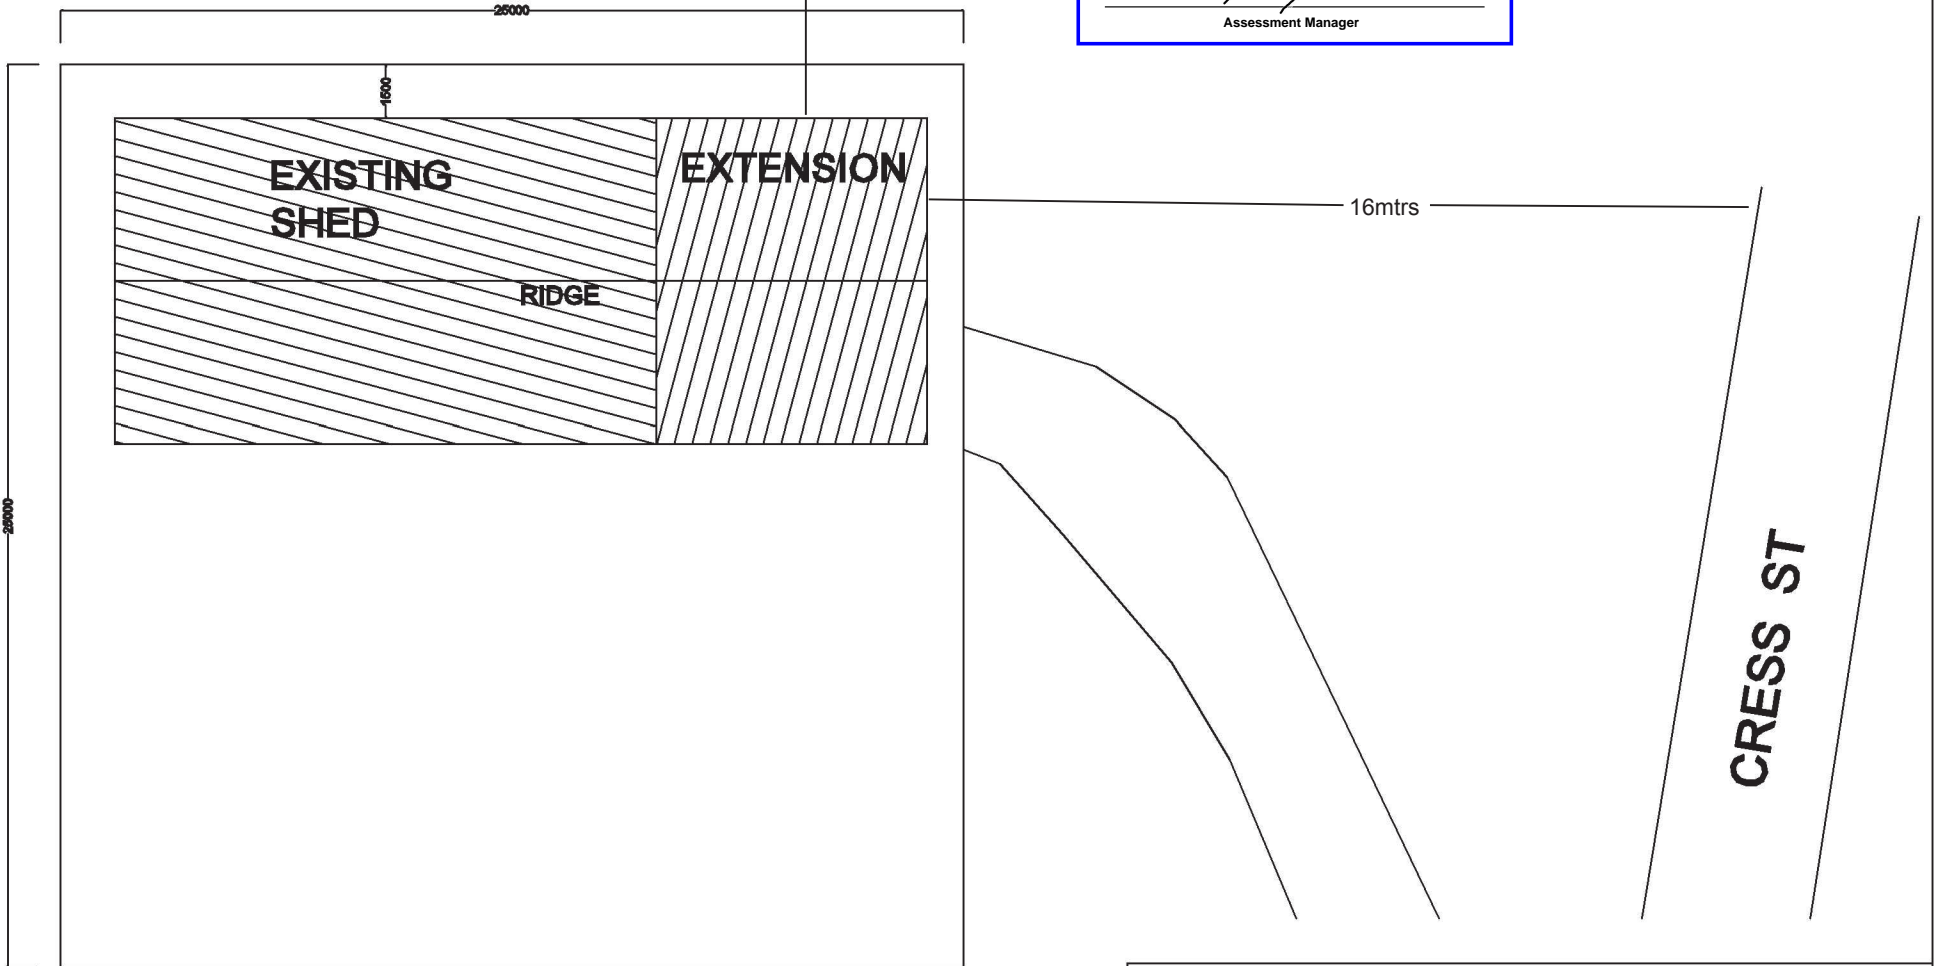 25000
Assessment Manager
1500
EXISTING
SHED
EXTENSION
16mtrs
RIDGE
25000
CRESS ST